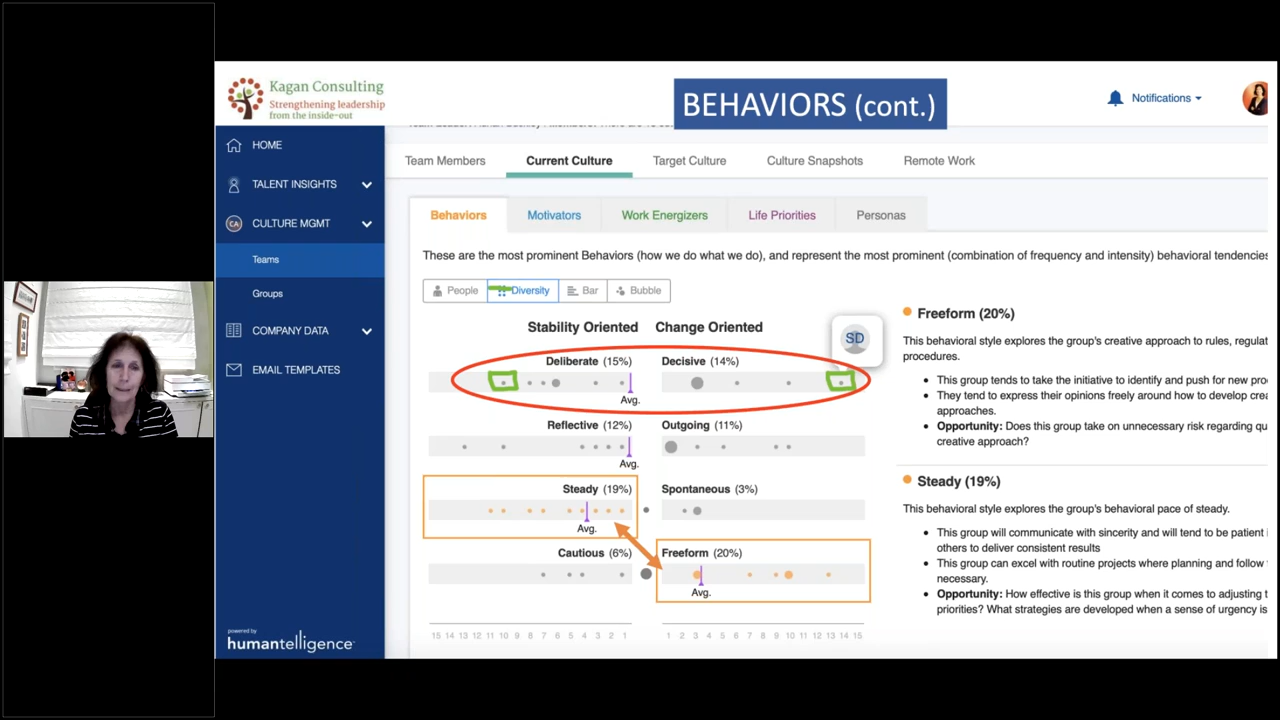 Kagan Consulting
Strengthening leadership
from the inside-out
BEHAVIORS (cont.)
Notifications
HOME
TALENT INSIGHTS
CA
CULTURE MGMT
Teams
Groups
COMPANY DATA
EMAIL TEMPLATES
powered by
humantelligence
Team Members
Current Culture
Target Culture
Culture Snapshots
Remote Work
Behaviors
Motivators
Work Energizers
Life Priorities
Personas
These are the most prominent Behaviors (how we do what we do), and represent the most prominent (combination of frequency and intensity) behavioral tendencies
People
Diversity
Bar
Bubble
Stability Oriented
Change Oriented
SD
Deliberate (15%)
Decisive (14%)
Avg.
Reflective (12%)
Outgoing (11%)
Avg.
Steady (19%)
Spontaneous (3%)
Avg.
Cautious (6%)
Freeform (20%)
Avg.
15 14 13 12 11 10 9 8 7 6 5 4 3 2 1
1 2 3 4 5 6 7 8 9 10 11 12 13 14 15
Freeform (20%)
This behavioral style explores the group's creative approach to rules, regulat
procedures.
• This group tends to take the initiative to identify and push for new pro
• They tend to express their opinions freely around how to develop crea
approaches.
• Opportunity: Does this group take on unnecessary risk regarding qu
creative approach?
Steady (19%)
This behavioral style explores the group's behavioral pace of steady.
• This group will communicate with sincerity and will tend to be patient
others to deliver consistent results
• This group can excel with routine projects where planning and follow
necessary.
• Opportunity: How effective is this group when it comes to adjusting t
priorities? What strategies are developed when a sense of urgency is